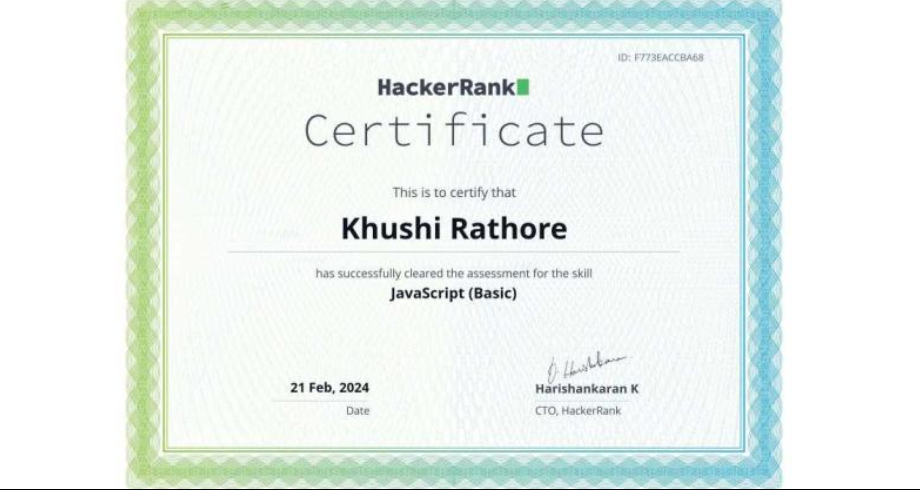 ID: F773EACCBA68
HackerRank
Certificate
This is to certify that
Khushi Rathore
has successfully cleared the assessment for the skill
JavaScript (Basic)
21 Feb, 2024
Date
Harishankaran K
CTO, HackerRank